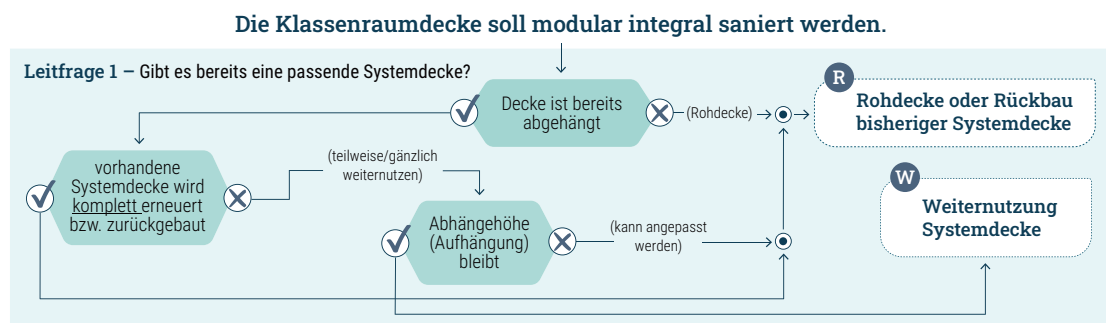 Die Klassenraumdecke soll modular integral saniert werden.
Leitfrage 1 – Gibt es bereits eine passende Systemdecke?
Decke ist bereits
abgehängt
(Rohdecke)
R
Rohdecke oder Rückbau
bisheriger Systemdecke
vorhandene
Systemdecke wird
komplett erneuert
bzw. zurückgebaut
(teilweise/gänzlich
weiternutzen)
Abhängehöhe
(Aufhängung)
bleibt
(kann angepasst
werden)
W
Weiternutzung
Systemdecke